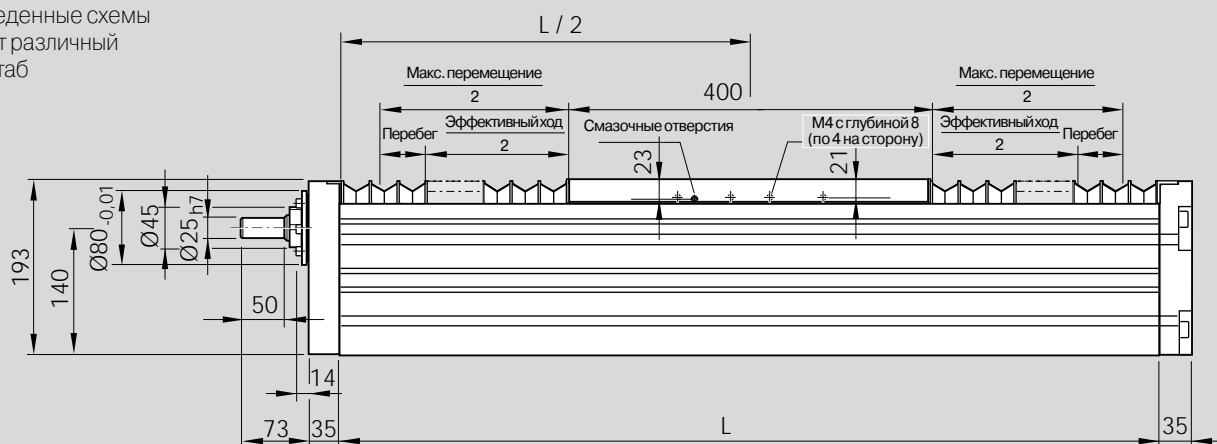 еденные схемы
т различный
таб
L / 2
Макс. перемещение
2
400
Макс. перемещение
2
Перебег
Эффективный ход
2
Смазочные отверстия
М4 с глубиной 8
(по 4 на сторону)
Эффективный ход
2
Перебег
23
21
193
140
Ø80 -0,01
Ø45
Ø25 h7
50
14
73
35
L
35